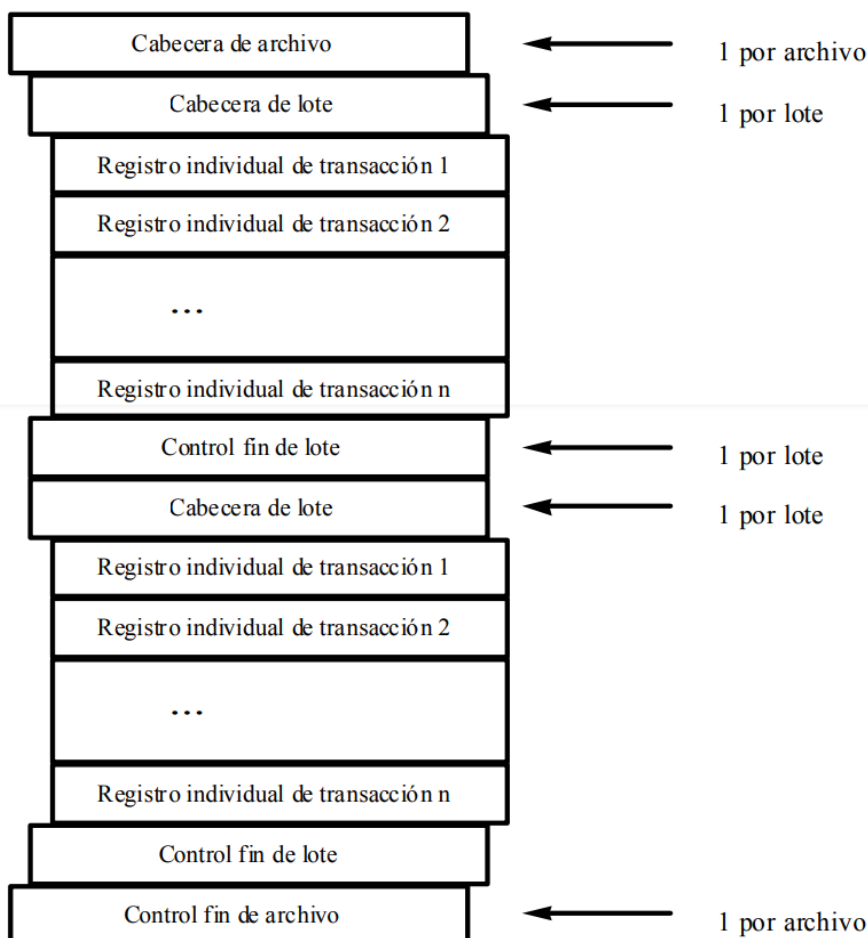 Cabecera de archivo
1 por archivo
Cabecera de lote
1 por lote
Registro individual de transacción 1
Registro individual de transacción 2
...
Registro individual de transacción n
Control fin de lote
1 por lote
Cabecera de lote
1 por lote
Registro individual de transacción 1
Registro individual de transacción 2
...
Registro individual de transacción n
Control fin de lote
Control fin de archivo
1 por archivo